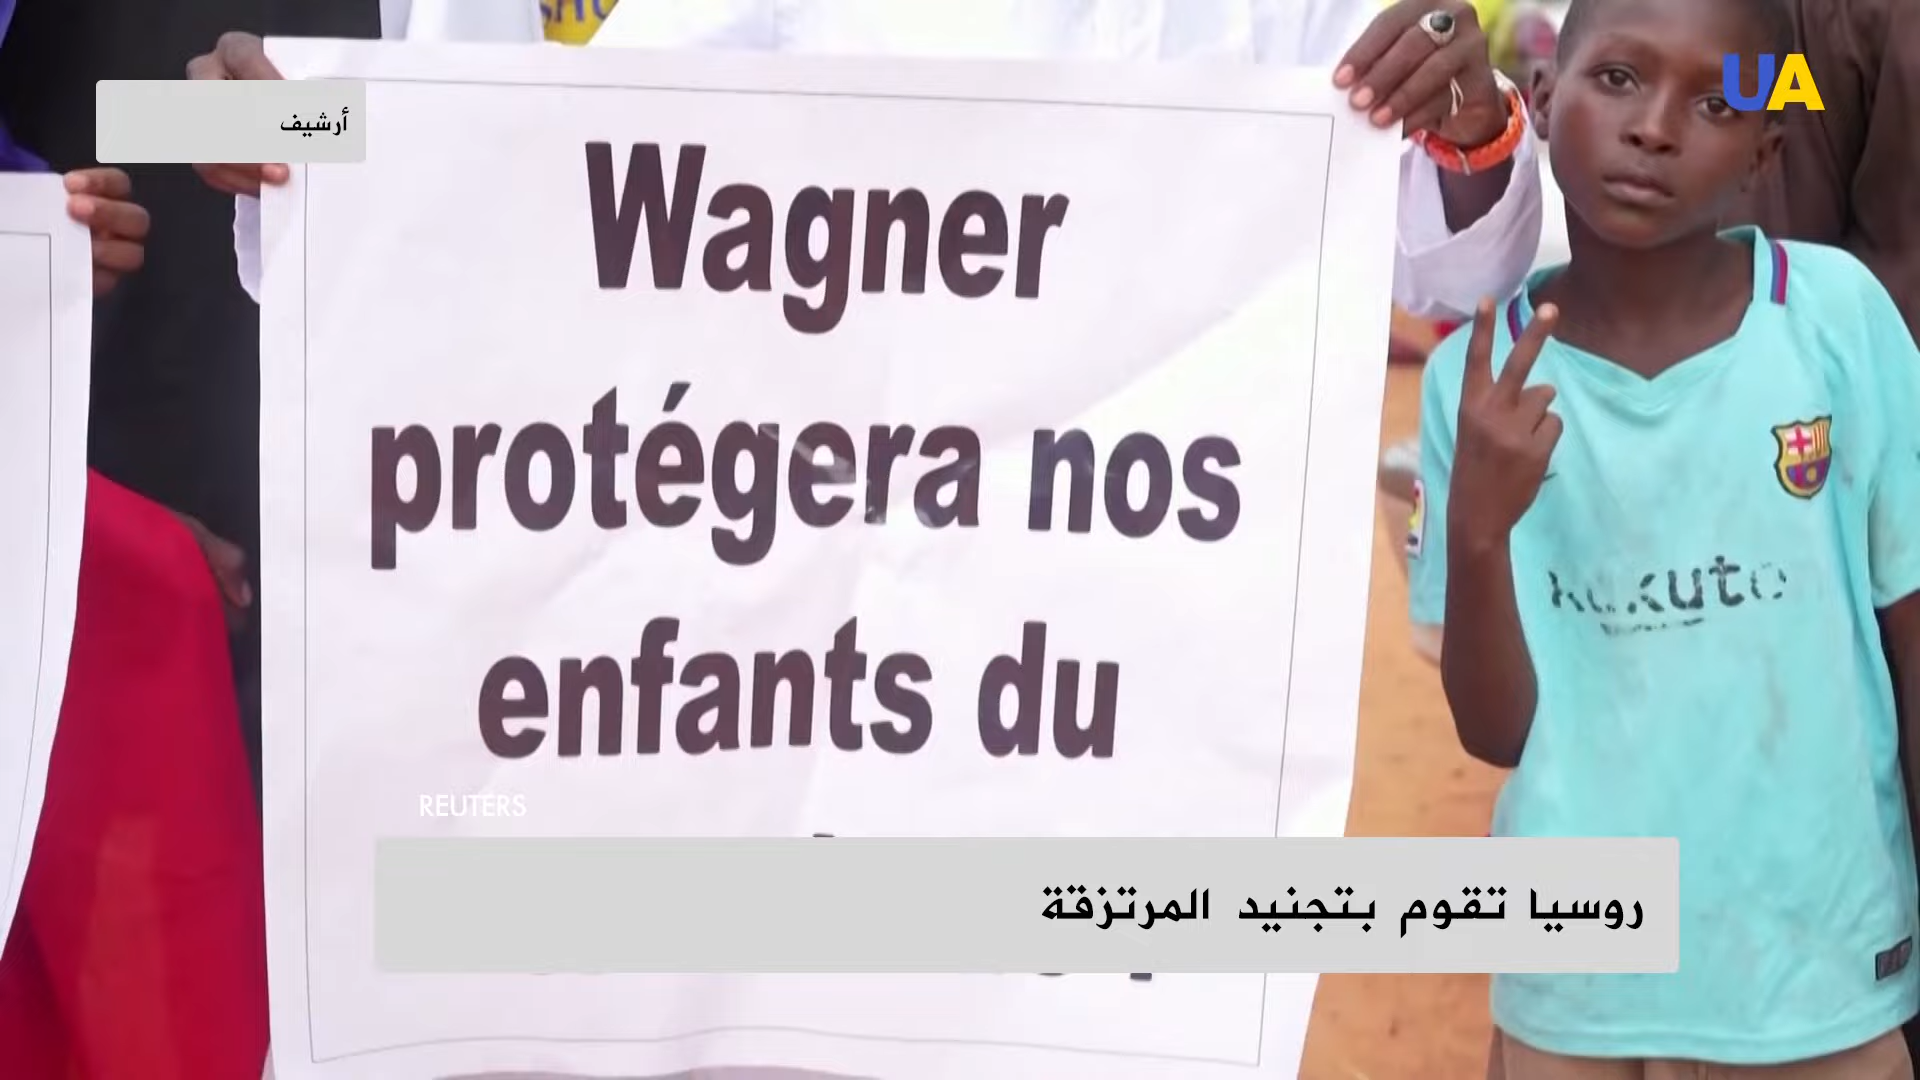 UA
أرشيف
Wagner
protégera nos
enfants du
REUTERS
روسيا تقوم بتجنيد المرتزقة